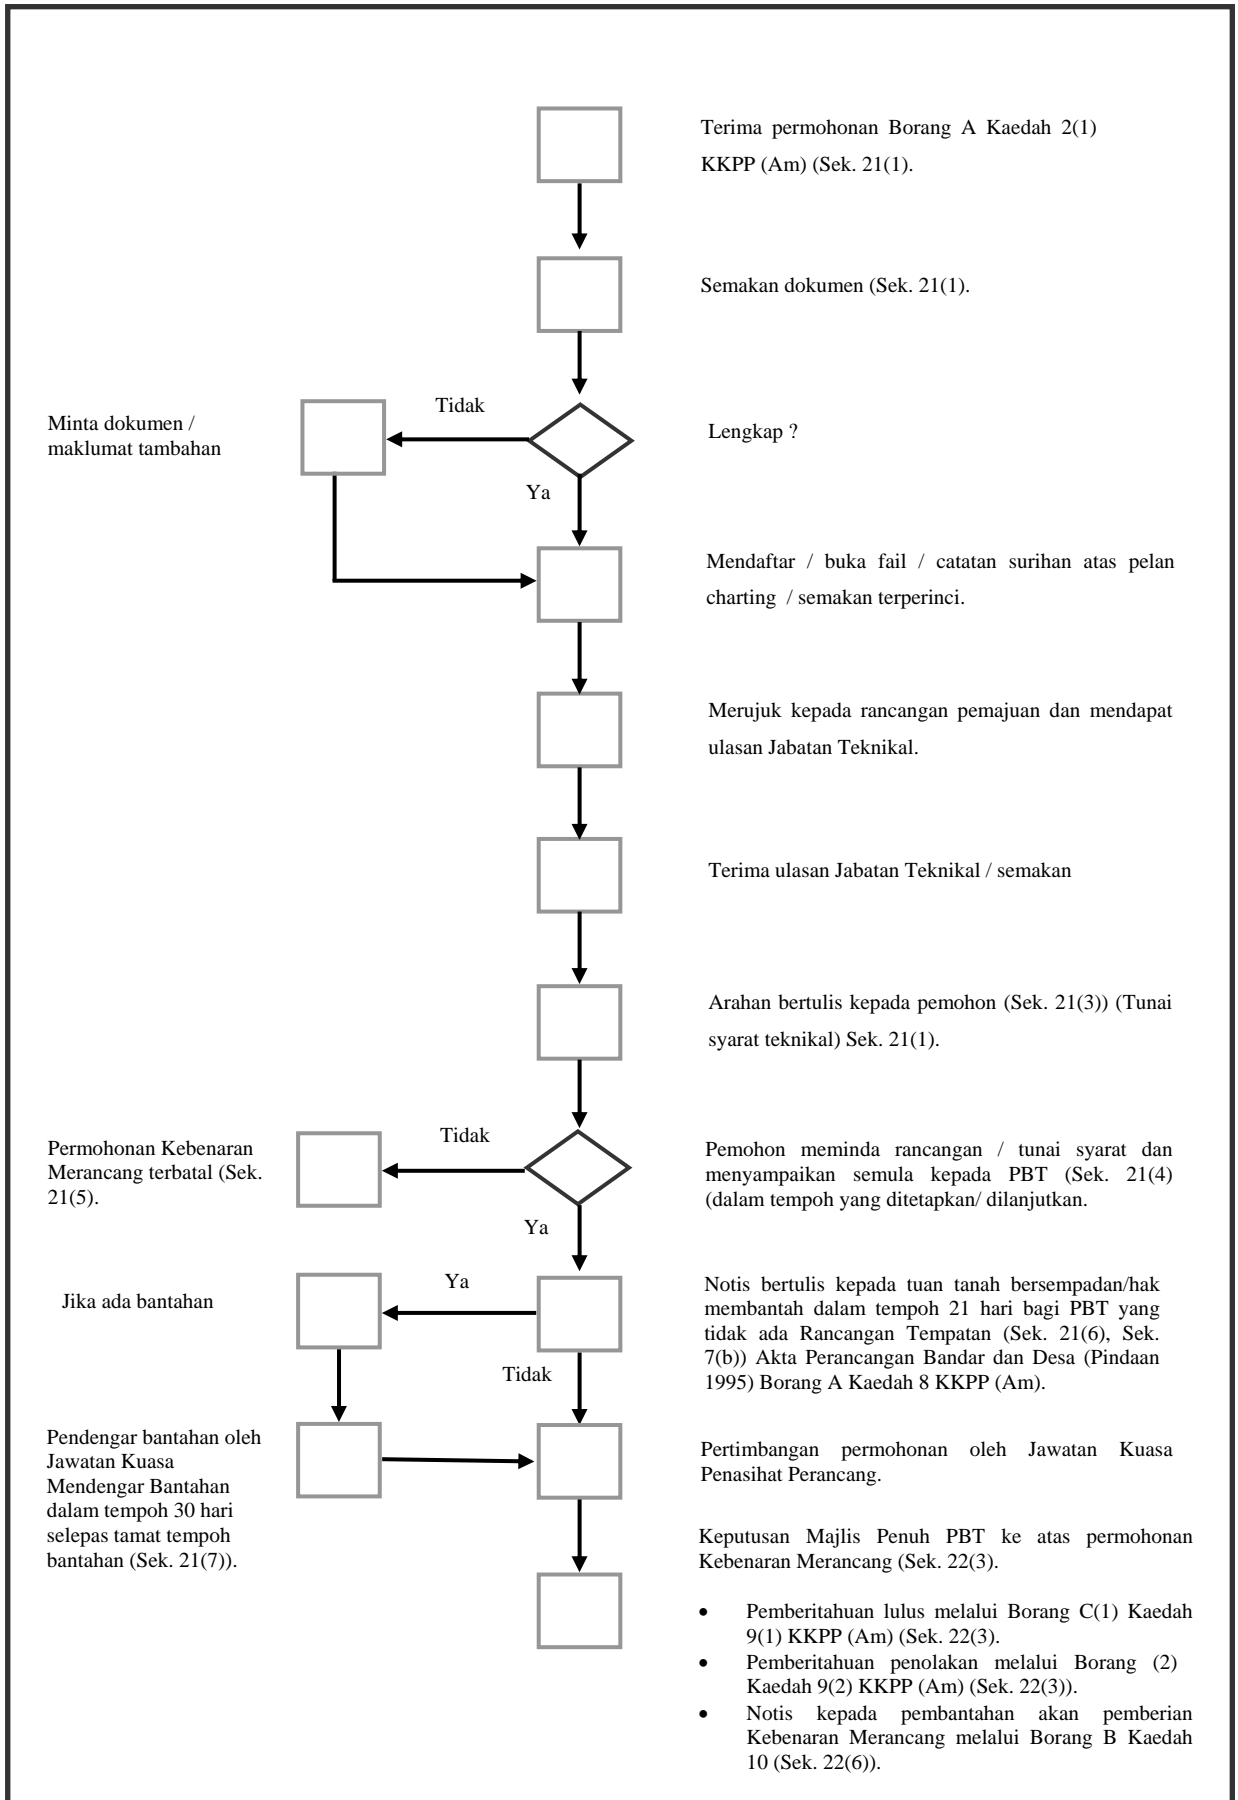 Terima permohonan Borang A Kaedah 2(1)
KKPP (Am) (Sek. 21(1).
Semakan dokumen (Sek. 21(1).
Tidak
Minta dokumen /
maklumat tambahan
Lengkap ?
Ya
Mendaftar / buka fail / catatan surihan atas pelan
charting / semakan terperinci.
Merujuk kepada rancangan pemajuan dan mendapat
ulasan Jabatan Teknikal.
Terima ulasan Jabatan Teknikal / semakan
Arahan bertulis kepada pemohon (Sek. 21(3)) (Tunai
syarat teknikal) Sek. 21(1).
Tidak
Permohonan Kebenaran
Merancang terbatal (Sek.
21(5).
Pemohon meminda rancangan / tunai syarat dan
menyampaikan semula kepada PBT (Sek. 21(4)
(dalam tempoh yang ditetapkan/ dilanjutkan.
Ya
Ya
Jika ada bantahan
Notis bertulis kepada tuan tanah bersempadan/hak
membantah dalam tempoh 21 hari bagi PBT yang
tidak ada Rancangan Tempatan (Sek. 21(6), Sek.
7(b)) Akta Perancangan Bandar dan Desa (Pindaan
1995) Borang A Kaedah 8 KKPP (Am).
Tidak
Pendengar bantahan oleh
Jawatan Kuasa
Mendengar Bantahan
dalam tempoh 30 hari
selepas tamat tempoh
bantahan (Sek. 21(7)).
Pertimbangan permohonan oleh Jawatan Kuasa
Penasihat Perancang.
Keputusan Majlis Penuh PBT ke atas permohonan
Kebenaran Merancang (Sek. 22(3).
• Pemberitahuan lulus melalui Borang C(1) Kaedah
9(1) KKPP (Am) (Sek. 22(3).
• Pemberitahuan penolakan melalui Borang (2)
Kaedah 9(2) KKPP (Am) (Sek. 22(3)).
• Notis kepada pembantahan akan pemberian
Kebenaran Merancang melalui Borang B Kaedah
10 (Sek. 22(6)).